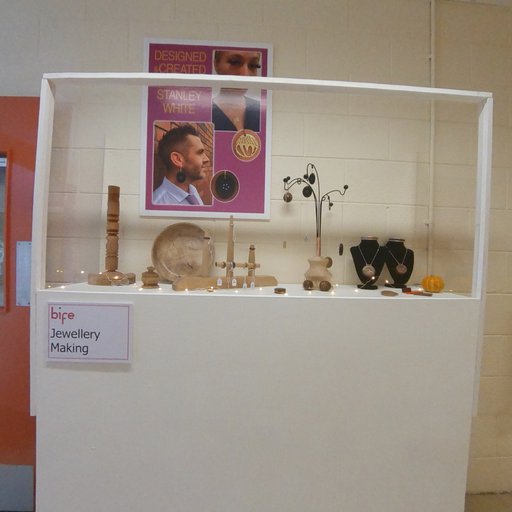 DESIGNED
& CREATED
STANLEY
WHITE
bife
Jewellery
Making